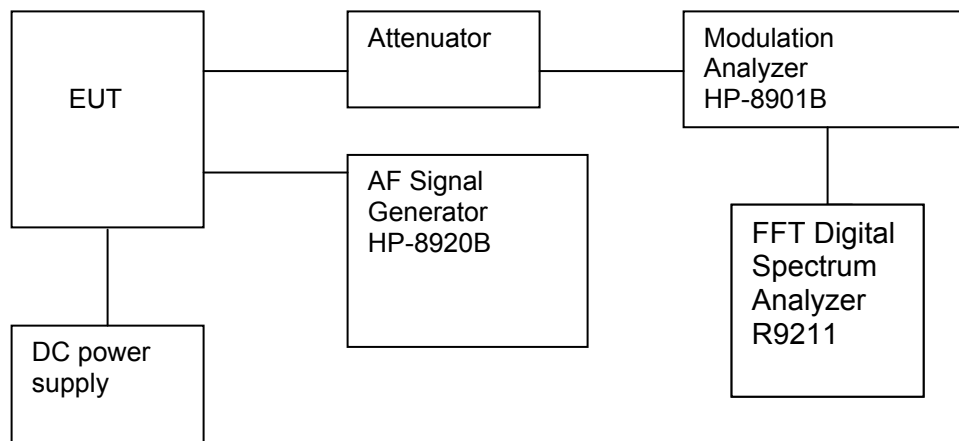 EUT
Attenuator
Modulation
Analyzer
HP-8901B
AF Signal
Generator
HP-8920B
FFT Digital
Spectrum
Analyzer
R9211
DC power
supply